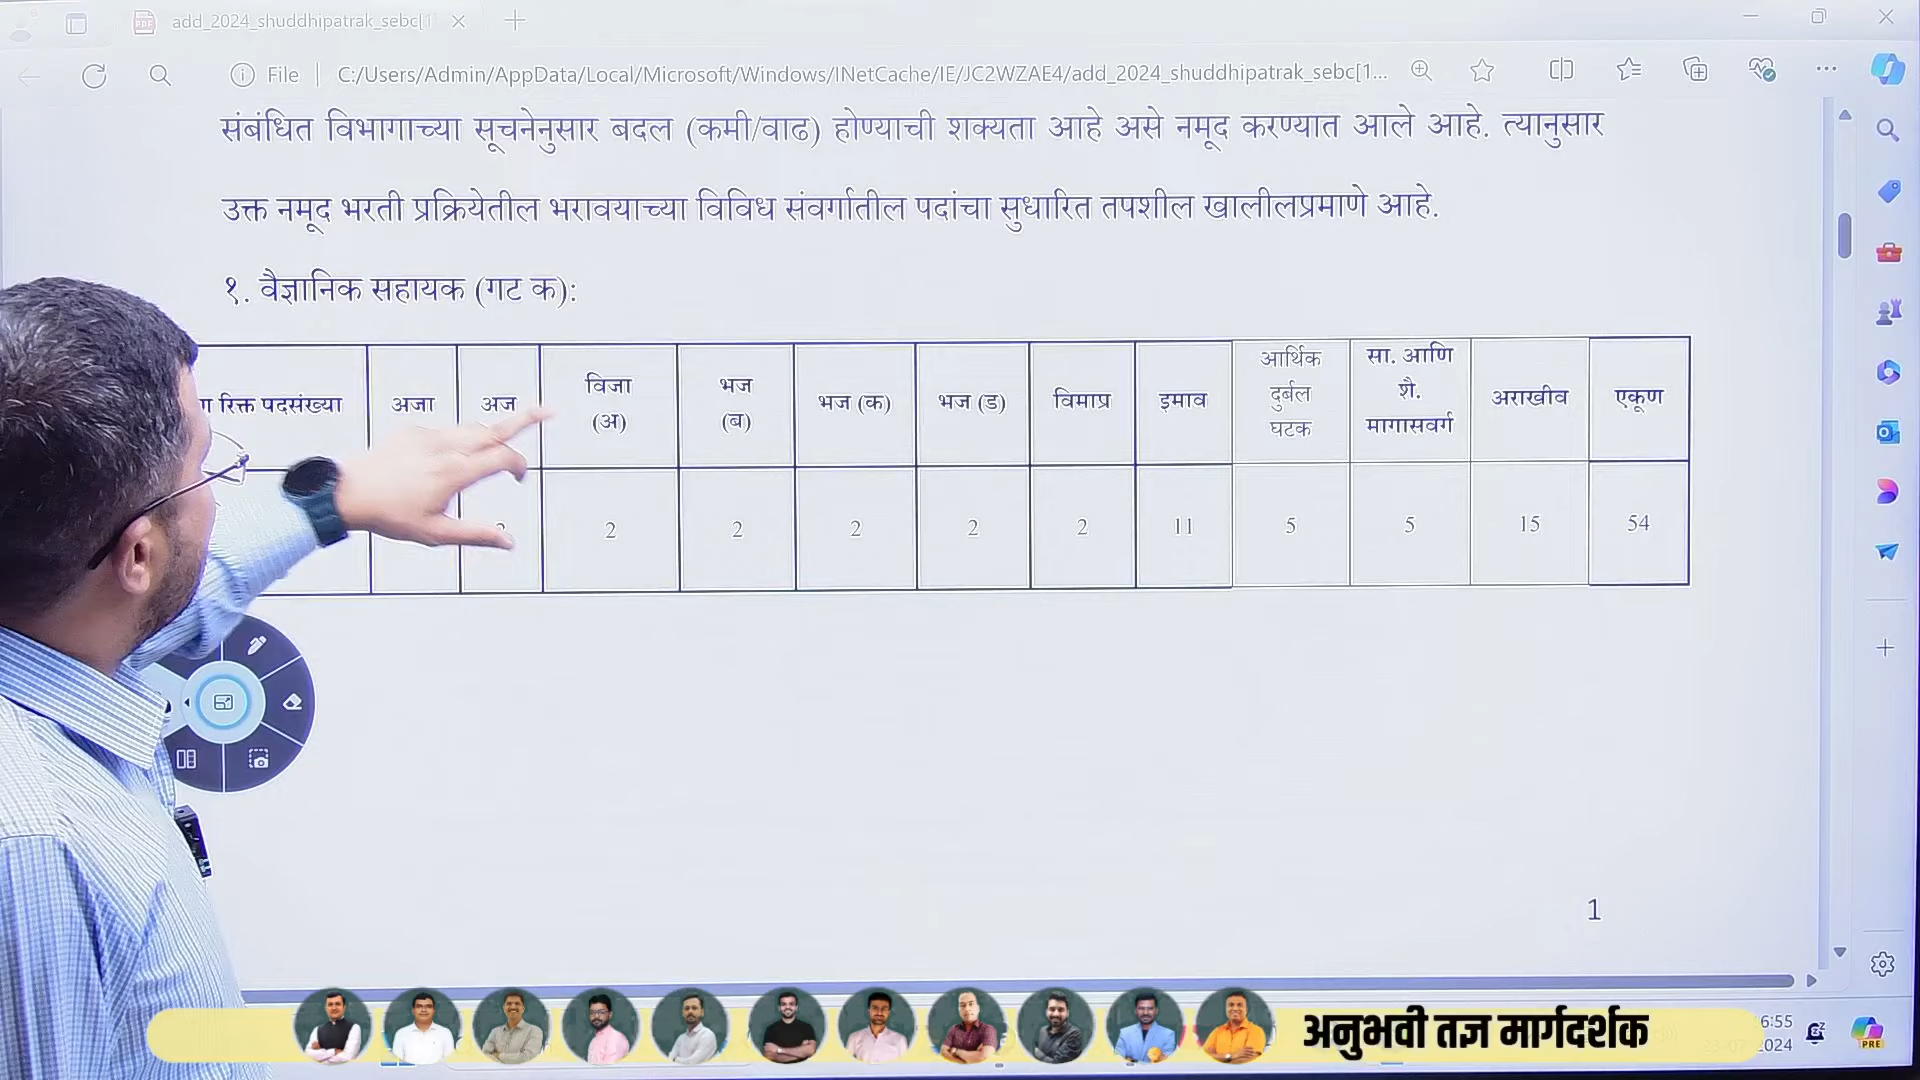 add_2024_shuddhipatrak_sebc[1
File
C:/Users/Admin/AppData/Local/Microsoft/Windows/INetCache/IE/JC2WZAE4/add_2024_shuddhipatrak_sebc[1...
संबंधित विभागाच्या सूचनेनुसार बदल (कमी/वाढ) होण्याची शक्यता आहे असे नमूद करण्यात आले आहे. त्यानुसार
उक्त नमूद भरती प्रक्रियेतील भरावयाच्या विविध संवर्गातील पदांचा सुधारित तपशील खालीलप्रमाणे आहे.
१. वैज्ञानिक सहायक (गट क):
रिक्त पदसंख्या अजा अज विजा (अ) भज (ब) भज (क) भज (ड) विमाप्र इमाव आर्थिक दुर्बल घटक सा. आणि शै. मागासवर्ग अराखीव एकूण
2 2 2 2 2 11 5 5 15 54
1
अनुभवी तज्ञ मार्गदर्शक
6:55
2024
PRE